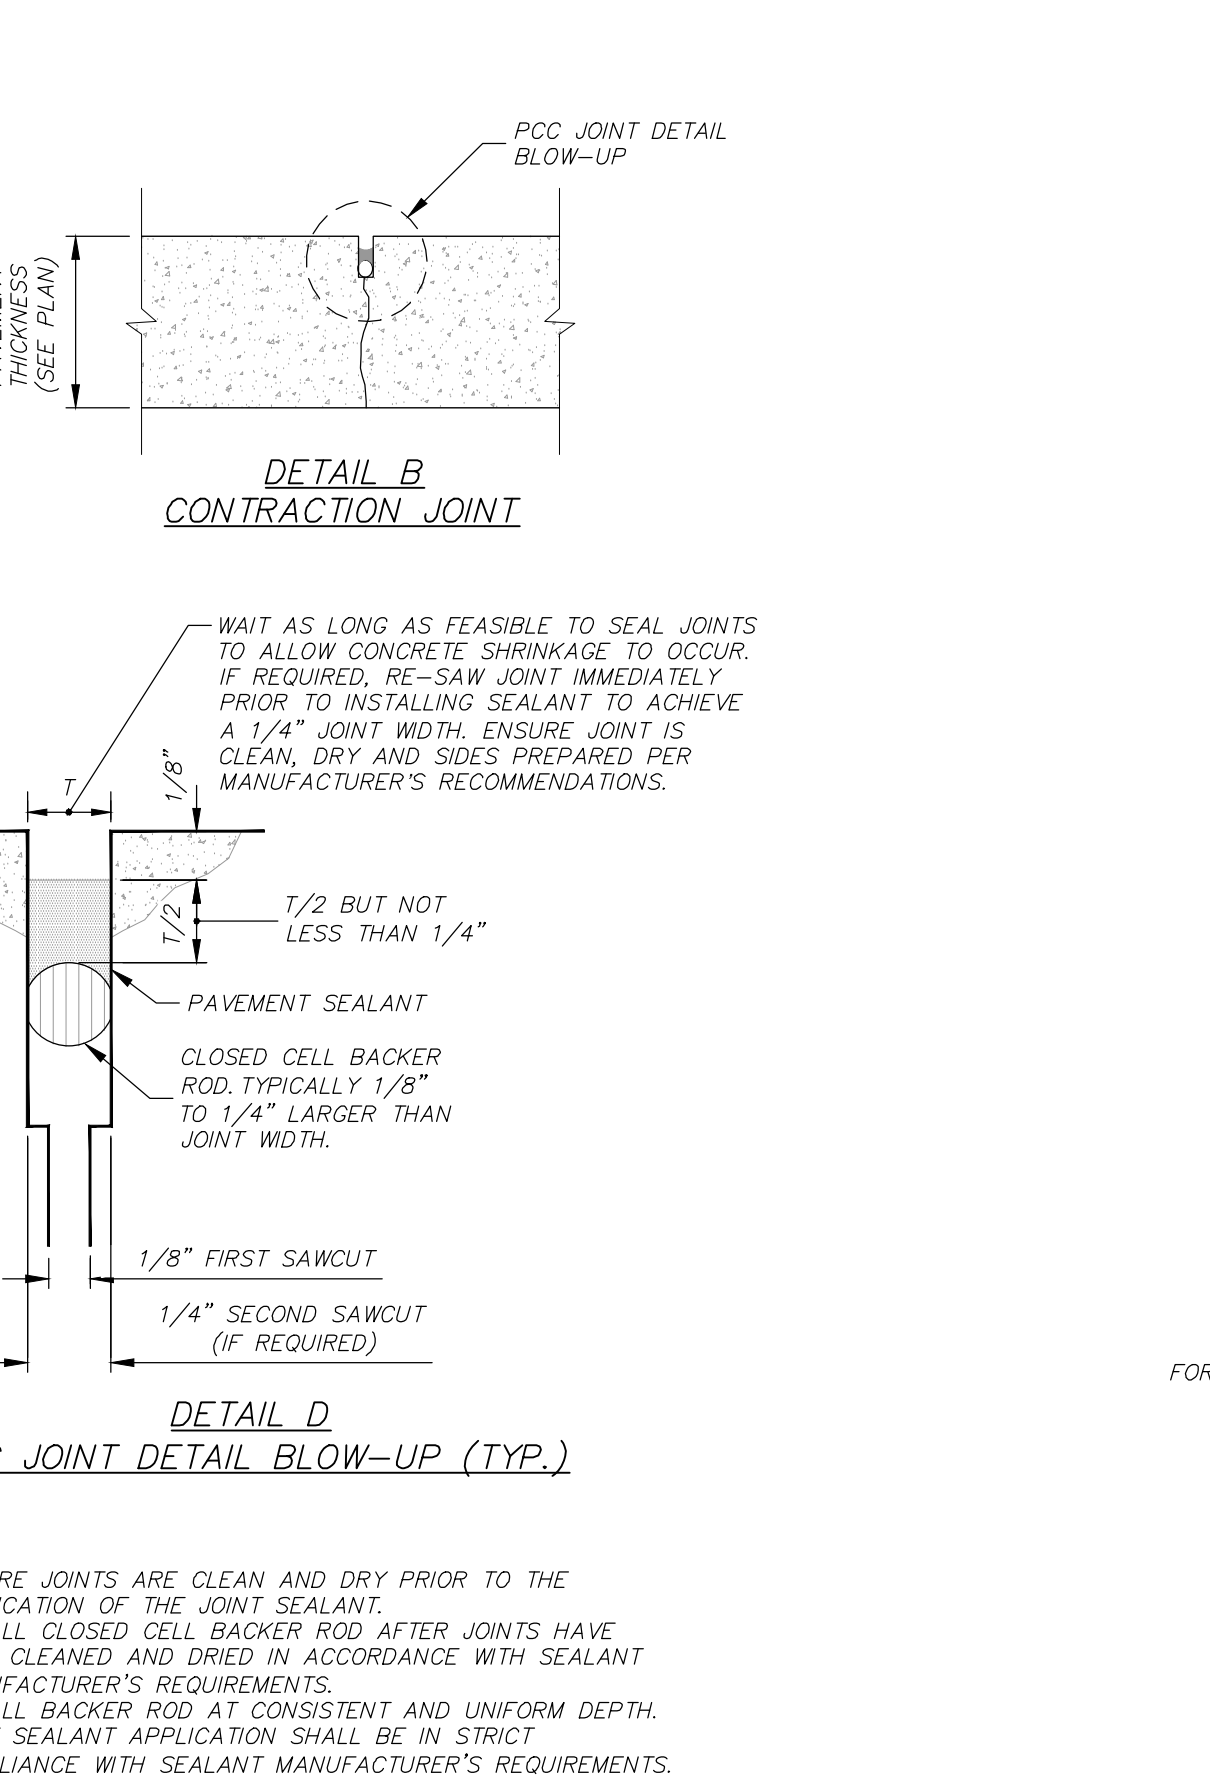 PCC JOINT DETAIL
BLOW-UP
THICKNESS
(SEE PLAN)
DETAIL B
CONTRACTION JOINT
WAIT AS LONG AS FEASIBLE TO SEAL JOINTS
TO ALLOW CONCRETE SHRINKAGE TO OCCUR.
IF REQUIRED, RE-SAW JOINT IMMEDIATELY
PRIOR TO INSTALLING SEALANT TO ACHIEVE
A 1/4" JOINT WIDTH. ENSURE JOINT IS
CLEAN, DRY AND SIDES PREPARED PER
MANUFACTURER'S RECOMMENDATIONS.
T
1/8"
T/2
T/2 BUT NOT
LESS THAN 1/4"
PAVEMENT SEALANT
CLOSED CELL BACKER
ROD. TYPICALLY 1/8"
TO 1/4" LARGER THAN
JOINT WIDTH.
1/8" FIRST SAWCUT
1/4" SECOND SAWCUT
(IF REQUIRED)
FOR
DETAIL D
JOINT DETAIL BLOW-UP (TYP.)
RE JOINTS ARE CLEAN AND DRY PRIOR TO THE
ICATION OF THE JOINT SEALANT.
LL CLOSED CELL BACKER ROD AFTER JOINTS HAVE
CLEANED AND DRIED IN ACCORDANCE WITH SEALANT
UFACTURER'S REQUIREMENTS.
LL BACKER ROD AT CONSISTENT AND UNIFORM DEPTH.
SEALANT APPLICATION SHALL BE IN STRICT
LIANCE WITH SEALANT MANUFACTURER'S REQUIREMENTS.